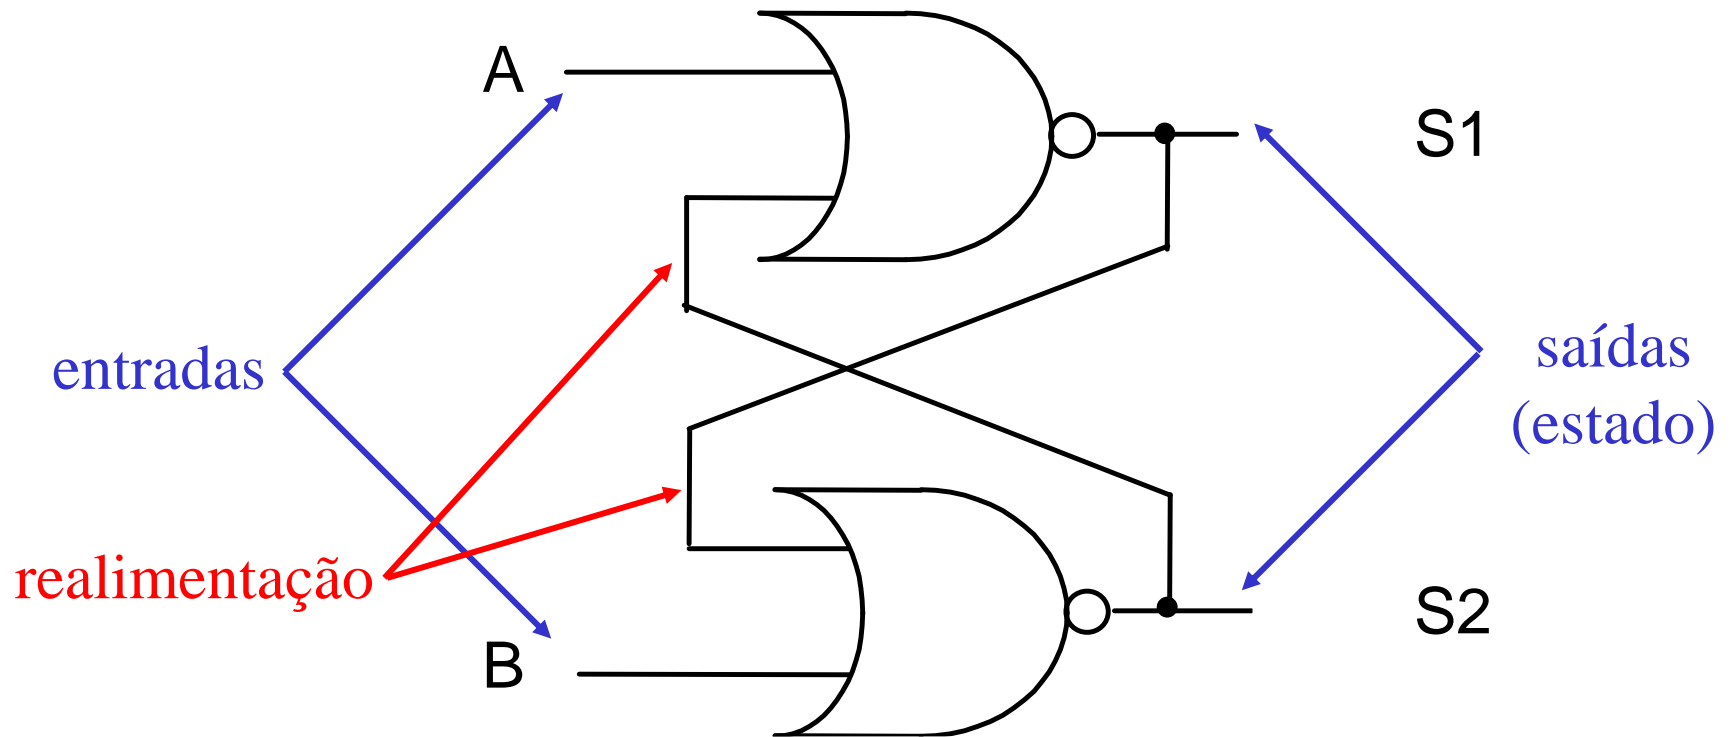 A
S1
entradas
saídas
(estado)
realimentação
B
S2